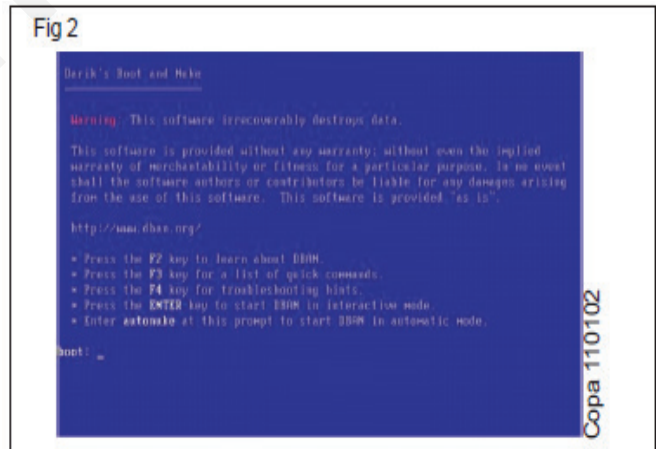 Fig 2
Darik's Boot and Nuke
Warning This software irrecoverably destroys data.
This software is provided without any warranty; without even the implied
warranty of merchantability or fitness for a particular purpose. In no event
shall the software authors or contributors be liable for any damages arising
from the use of this software. This software is provided "as is".
http://www.dban.org/
* Press the F2 key to learn about DBAN.
* Press the F3 key for a list of quick commands.
* Press the F4 key for troubleshooting hints.
* Press the ENTER key to start DBAN in interactive mode.
* Enter autonuke at this prompt to start DBAN in automatic mode.
boot: _
Copa 110102